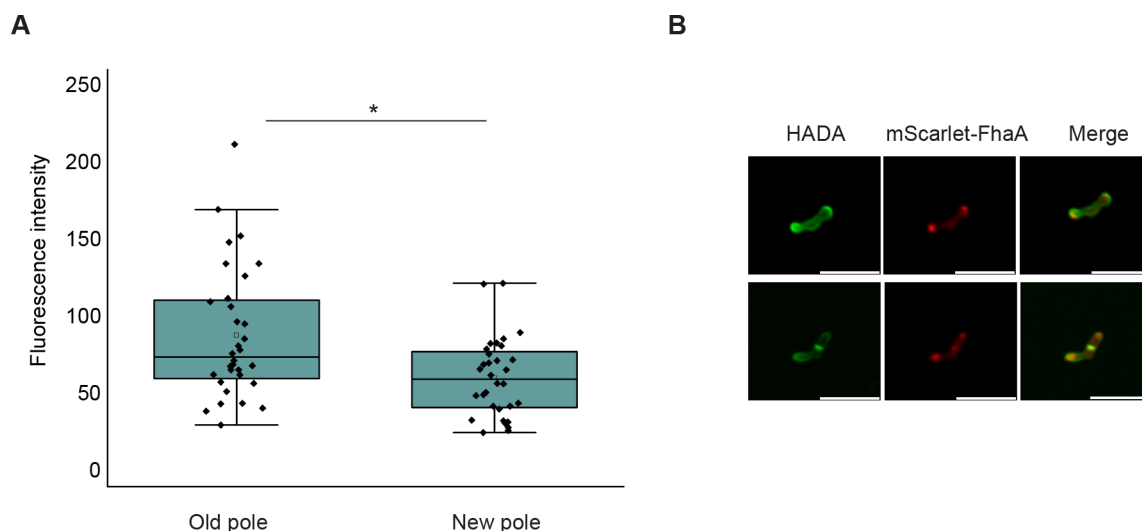 A
B
250
200
150
100
50
0
Fluorescence intensity
*
Old pole
New pole
HADA
mScarlet-FhaA
Merge